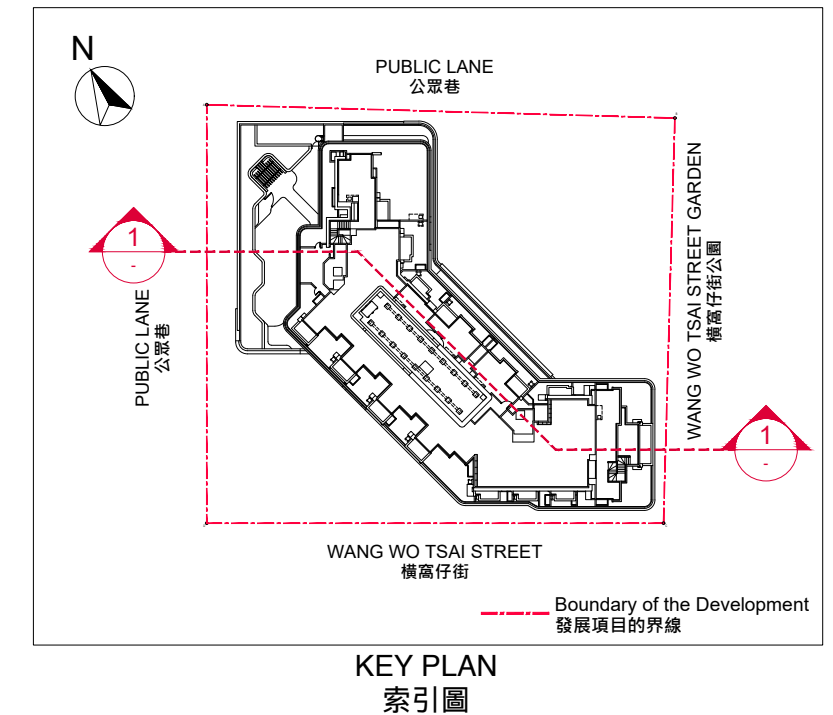 N
PUBLIC LANE
公眾巷
1
-
PUBLIC LANE
公眾巷
WANG WO TSAI STREET GARDEN
橫窩仔街公園
1
-
WANG WO TSAI STREET
橫窩仔街
Boundary of the Development
發展項目的界線
KEY PLAN
索引圖